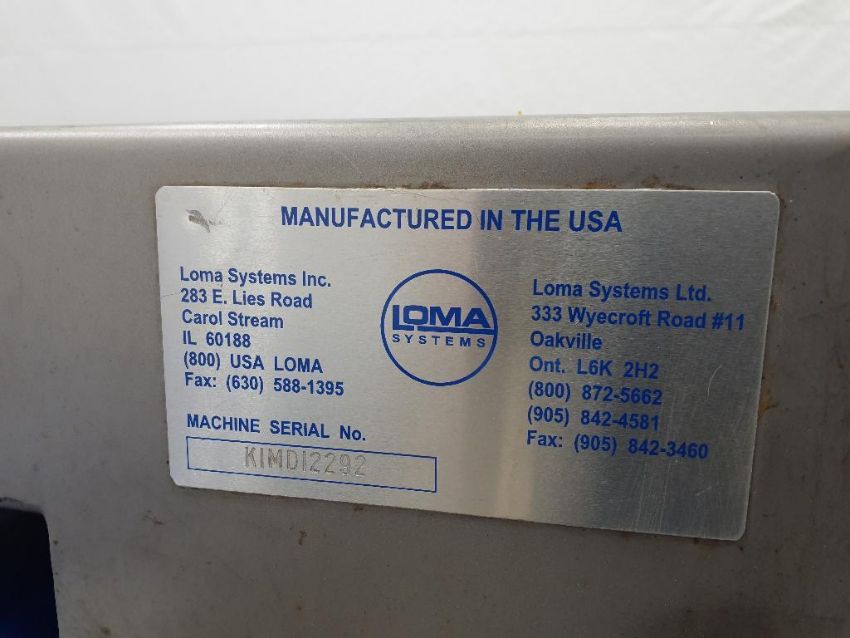 MANUFACTURED IN THE USA
Loma Systems Inc.
283 E. Lies Road
Carol Stream
IL 60188
(800) USA LOMA
Fax: (630) 588-1395
MACHINE SERIAL No.
KIMDI2292
LOMA
SYSTEMS
Loma Systems Ltd.
333 Wyecroft Road #11
Oakville
Ont. L6K 2H2
(800) 872-5662
(905) 842-4581
Fax: (905) 842-3460